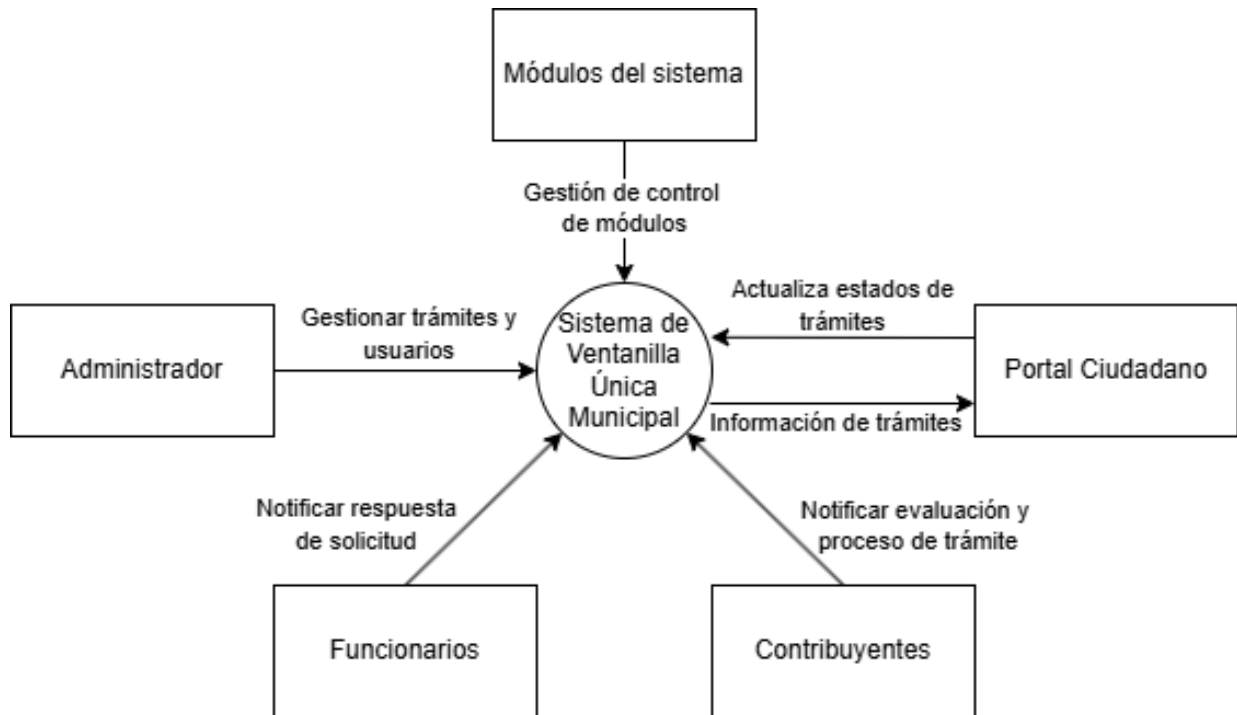 Módulos del sistema
Gestión de control
de módulos
Administrador
Gestionar trámites y
usuarios
Sistema de
Ventanilla
Única
Municipal
Actualiza estados de
trámites
Información de trámites
Portal Ciudadano
Notificar respuesta
de solicitud
Notificar evaluación y
proceso de trámite
Funcionarios
Contribuyentes